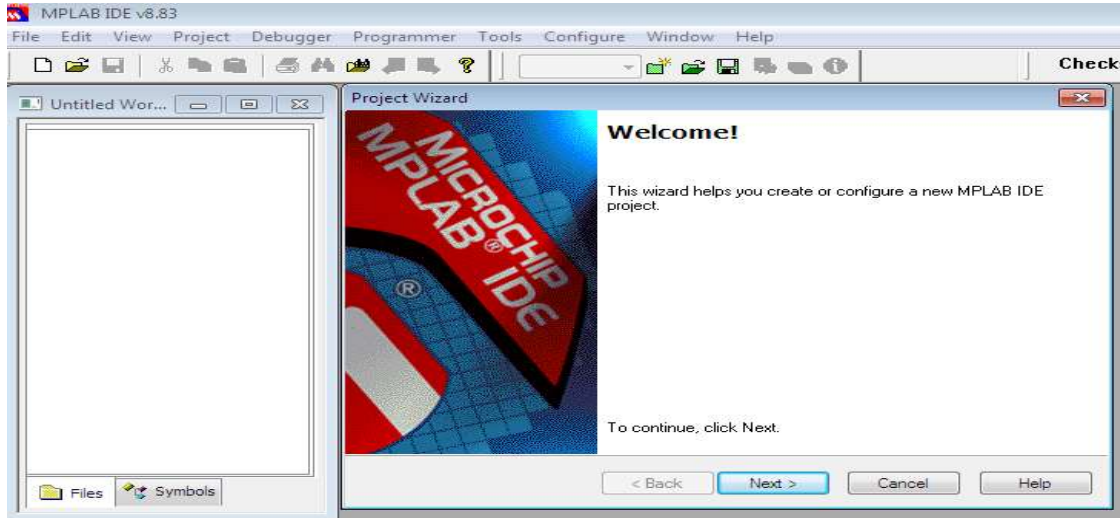 MPLAB IDE v8.83
File Edit View Project Debugger Programmer Tools Configure Window Help
Check
Untitled Wor...
Project Wizard
MICROCHIP
MPLAB® IDE
®
Welcome!
This wizard helps you create or configure a new MPLAB IDE
project.
To continue, click Next.
< Back Next > Cancel Help
Files Symbols